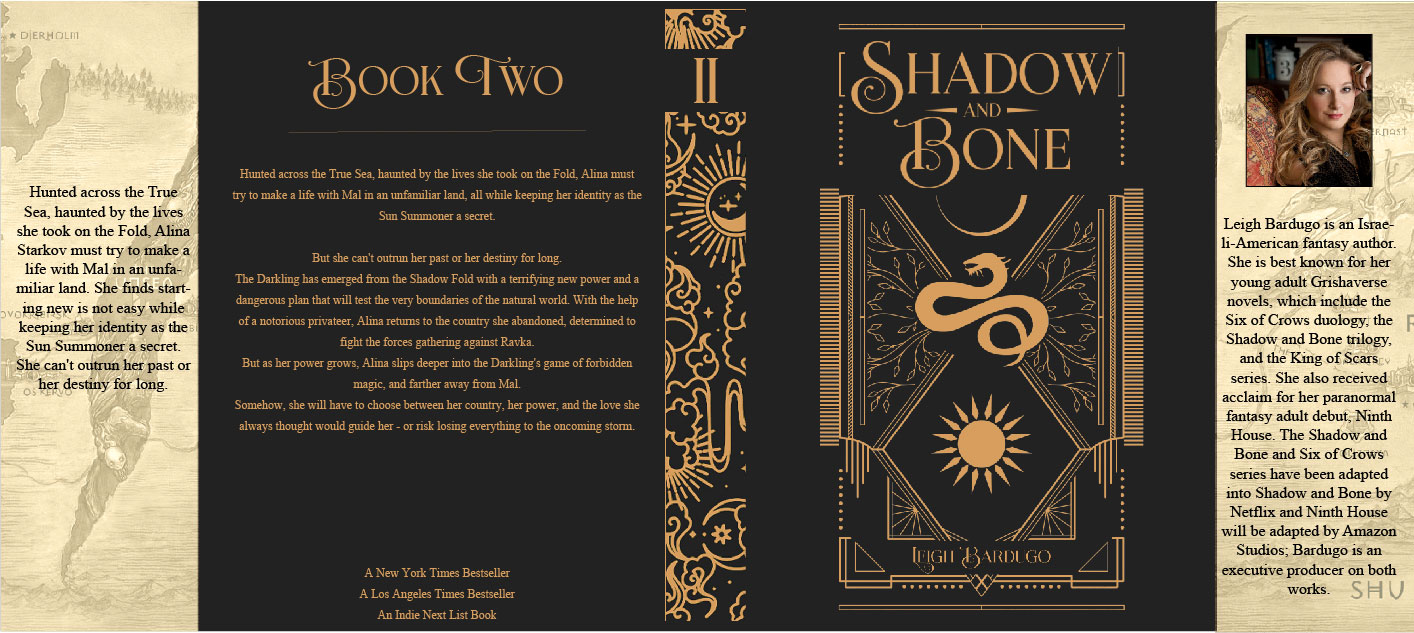 ★ DJERHOLM
Hunted across the True
Sea, haunted by the lives
she took on the Fold, Alina
Starkov must try to make a
life with Mal in an unfa-
miliar land. She finds start-
ing new is not easy while
keeping her identity as the
Sun Summoner a secret.
She can't outrun her past or
her destiny for long.
OS KERVO
BOOK TWO
Hunted across the True Sea, haunted by the lives she took on the Fold, Alina must
try to make a life with Mal in an unfamiliar land, all while keeping her identity as the
Sun Summoner a secret.
But she can't outrun her past or her destiny for long.
The Darkling has emerged from the Shadow Fold with a terrifying new power and a
dangerous plan that will test the very boundaries of the natural world. With the help
of a notorious privateer, Alina returns to the country she abandoned, determined to
fight the forces gathering against Ravka.
But as her power grows, Alina slips deeper into the Darkling's game of forbidden
magic, and farther away from Mal.
Somehow, she will have to choose between her country, her power, and the love she
always thought would guide her - or risk losing everything to the oncoming storm.
A New York Times Bestseller
A Los Angeles Times Bestseller
An Indie Next List Book
II
SHADOW
AND
BONE
LEIGH BARDUGO
3
Leigh Bardugo is an Israe-
li-American fantasy author.
She is best known for her
young adult Grishaverse
novels, which include the
Six of Crows duology, the
Shadow and Bone trilogy,
and the King of Scars
series. She also received
acclaim for her paranormal
fantasy adult debut, Ninth
House. The Shadow and
Bone and Six of Crows
series have been adapted
into Shadow and Bone by
Netflix and Ninth House
will be adapted by Amazon
Studios; Bardugo is an
executive producer on both
works.
SHU